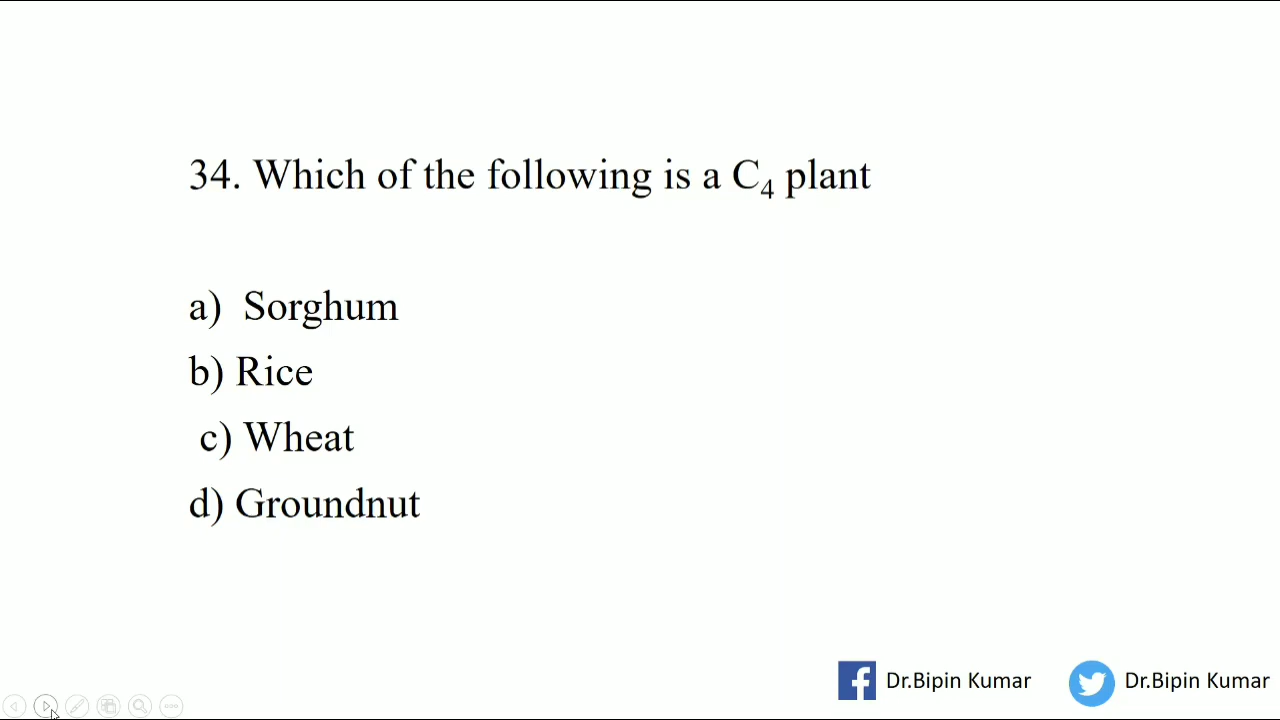 34. Which of the following is a C₄ plant
a) Sorghum
b) Rice
c) Wheat
d) Groundnut
Dr.Bipin Kumar
Dr.Bipin Kumar